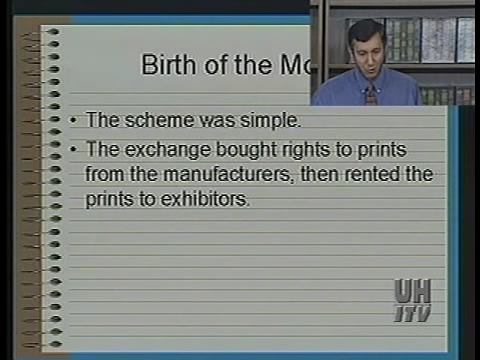 Birth of the Mo
• The scheme was simple.
• The exchange bought rights to prints
from the manufacturers, then rented the
prints to exhibitors.
UH
ITV